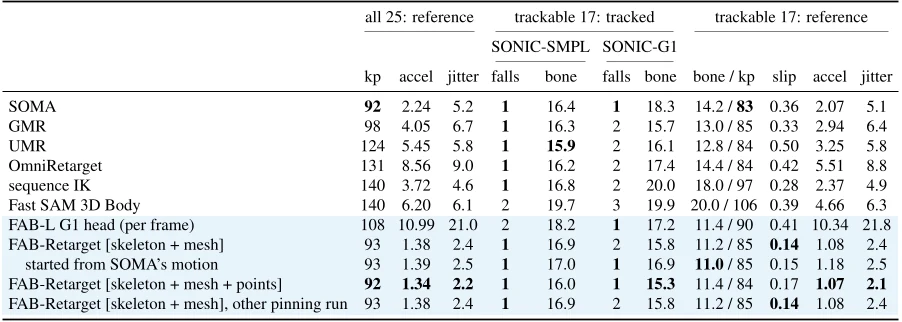 all 25: reference trackable 17: tracked trackable 17: reference
SONIC-SMPL SONIC-G1
kp accel jitter falls bone falls bone bone / kp slip accel jitter
SOMA 92 2.24 5.2 1 16.4 1 18.3 14.2 / 83 0.36 2.07 5.1
GMR 98 4.05 6.7 1 16.3 2 15.7 13.0 / 85 0.33 2.94 6.4
UMR 124 5.45 5.8 1 15.9 2 16.1 12.8 / 84 0.50 3.25 5.8
OmniRetarget 131 8.56 9.0 1 16.2 2 17.4 14.4 / 84 0.42 5.51 8.8
sequence IK 140 3.72 4.6 1 16.8 2 20.0 18.0 / 97 0.28 2.37 4.9
Fast SAM 3D Body 140 6.20 6.1 2 19.7 3 19.9 20.0 / 106 0.39 4.66 6.3
FAB-L G1 head (per frame) 108 10.99 21.0 2 18.2 1 17.2 11.4 / 90 0.41 10.34 21.8
FAB-Retarget [skeleton + mesh] 93 1.38 2.4 1 16.9 2 15.8 11.2 / 85 0.14 1.08 2.4
started from SOMA's motion 93 1.39 2.5 1 17.0 1 16.9 11.0 / 85 0.15 1.18 2.5
FAB-Retarget [skeleton + mesh + points] 92 1.34 2.2 1 16.0 1 15.3 11.4 / 84 0.17 1.07 2.1
FAB-Retarget [skeleton + mesh], other pinning run 93 1.38 2.4 1 16.9 2 15.8 11.2 / 85 0.14 1.08 2.4